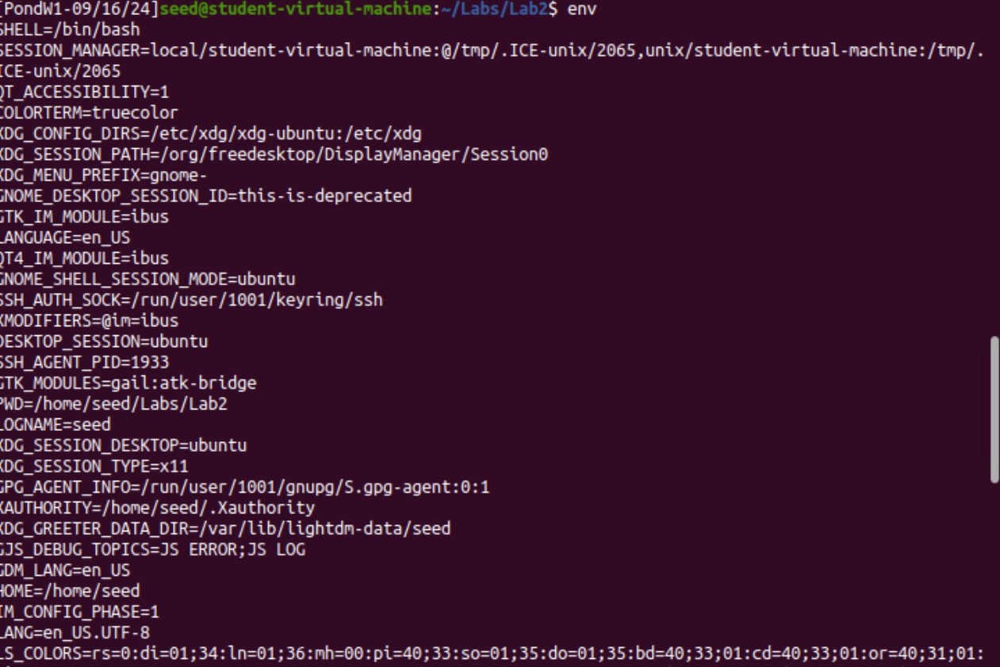 [PondW1-09/16/24]seed@student-virtual-machine:~/Labs/Lab2$ env
SHELL=/bin/bash
SESSION_MANAGER=local/student-virtual-machine:@/tmp/.ICE-unix/2065,unix/student-virtual-machine:/tmp/.
ICE-unix/2065
QT_ACCESSIBILITY=1
COLORTERM=truecolor
XDG_CONFIG_DIRS=/etc/xdg/xdg-ubuntu:/etc/xdg
XDG_SESSION_PATH=/org/freedesktop/DisplayManager/Session0
XDG_MENU_PREFIX=gnome-
GNOME_DESKTOP_SESSION_ID=this-is-deprecated
GTK_IM_MODULE=ibus
LANGUAGE=en_US
QT4_IM_MODULE=ibus
GNOME_SHELL_SESSION_MODE=ubuntu
SSH_AUTH_SOCK=/run/user/1001/keyring/ssh
XMODIFIERS=@im=ibus
DESKTOP_SESSION=ubuntu
SSH_AGENT_PID=1933
GTK_MODULES=gail:atk-bridge
PWD=/home/seed/Labs/Lab2
LOGNAME=seed
XDG_SESSION_DESKTOP=ubuntu
XDG_SESSION_TYPE=x11
GPG_AGENT_INFO=/run/user/1001/gnupg/S.gpg-agent:0:1
XAUTHORITY=/home/seed/.Xauthority
XDG_GREETER_DATA_DIR=/var/lib/lightdm-data/seed
GJS_DEBUG_TOPICS=JS ERROR;JS LOG
GDM_LANG=en_US
HOME=/home/seed
IM_CONFIG_PHASE=1
LANG=en_US.UTF-8
LS_COLORS=rs=0:di=01;34:ln=01;36:mh=00:pi=40;33:so=01;35:do=01;35:bd=40;33;01:cd=40;33;01:or=40;31;01: